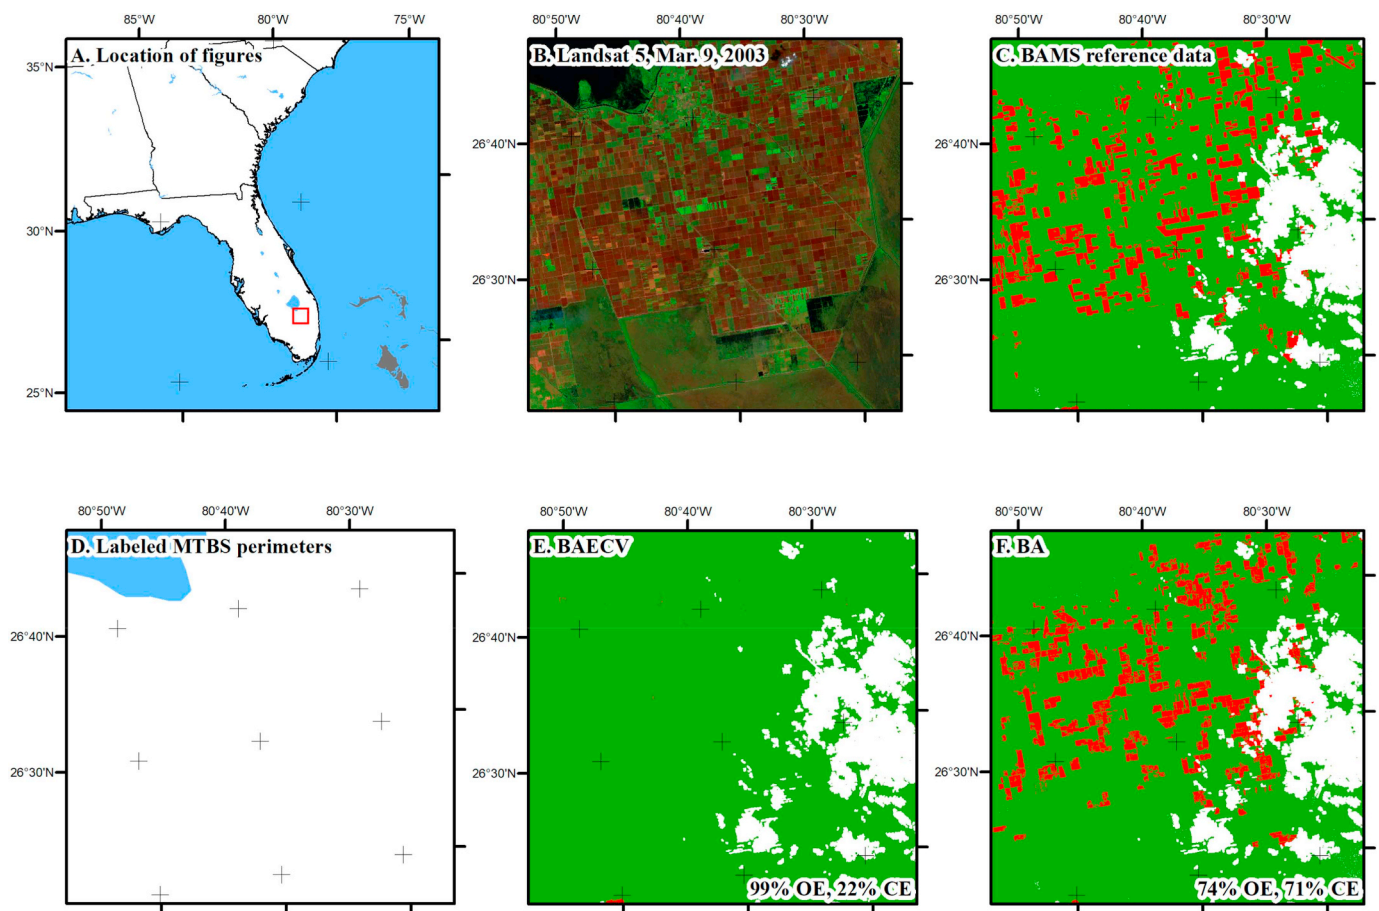 85°W 80°W 75°W
80°50'W 80°40'W 80°30'W
80°50'W 80°40'W 80°30'W
A. Location of figures
B. Landsat 5, Mar. 9, 2003
C. BAMS reference data
35°N
30°N
25°N
26°40'N
26°30'N
26°40'N
26°30'N
80°50'W 80°40'W 80°30'W
80°50'W 80°40'W 80°30'W
80°50'W 80°40'W 80°30'W
D. Labeled MTBS perimeters
E. BAECV
F. BA
26°40'N
26°30'N
26°40'N
26°30'N
26°40'N
26°30'N
99% OE, 22% CE
74% OE, 71% CE